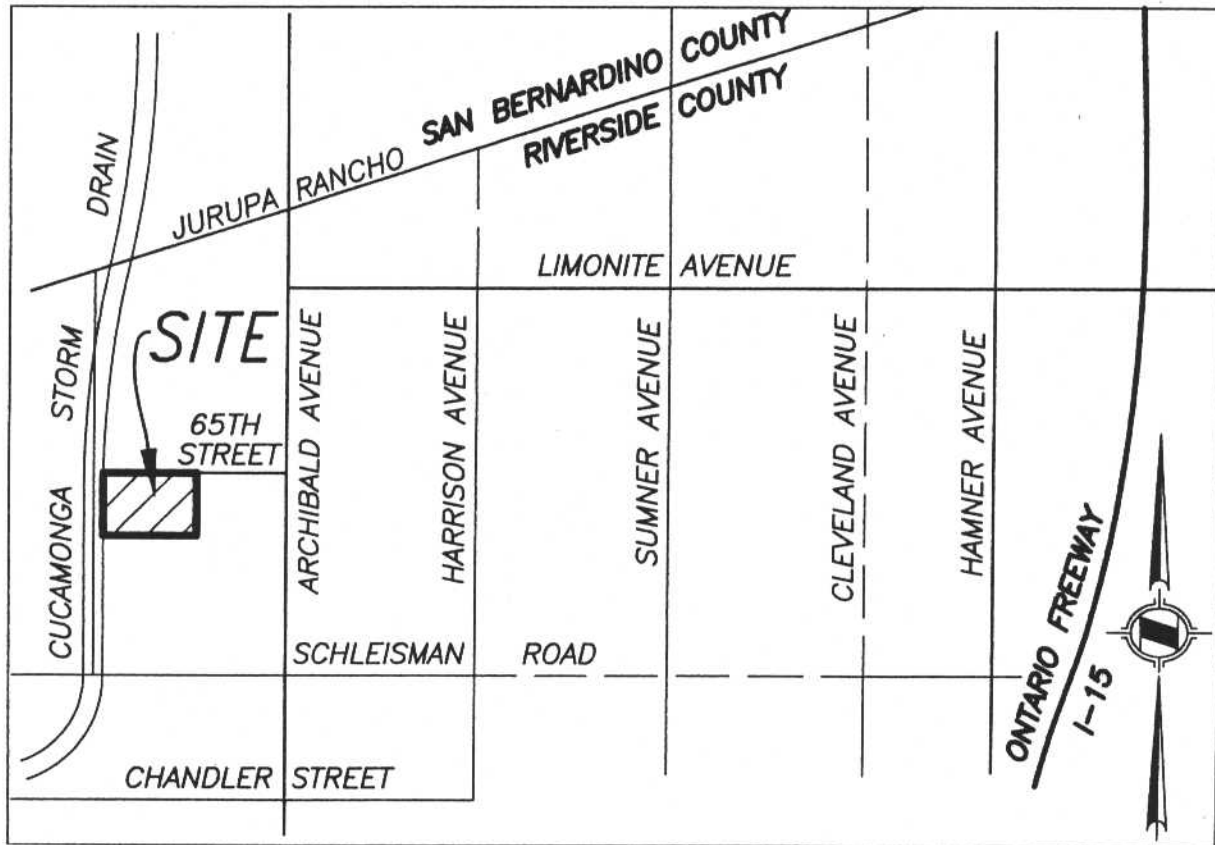 SAN BERNARDINO COUNTY
RIVERSIDE COUNTY
JURUPA RANCHO
CUCAMONGA STORM DRAIN
LIMONITE AVENUE
SITE
65TH
STREET
ARCHIBALD AVENUE
HARRISON AVENUE
SUMNER AVENUE
CLEVELAND AVENUE
HAMNER AVENUE
ONTARIO FREEWAY
I-15
SCHLEISMAN ROAD
CHANDLER STREET